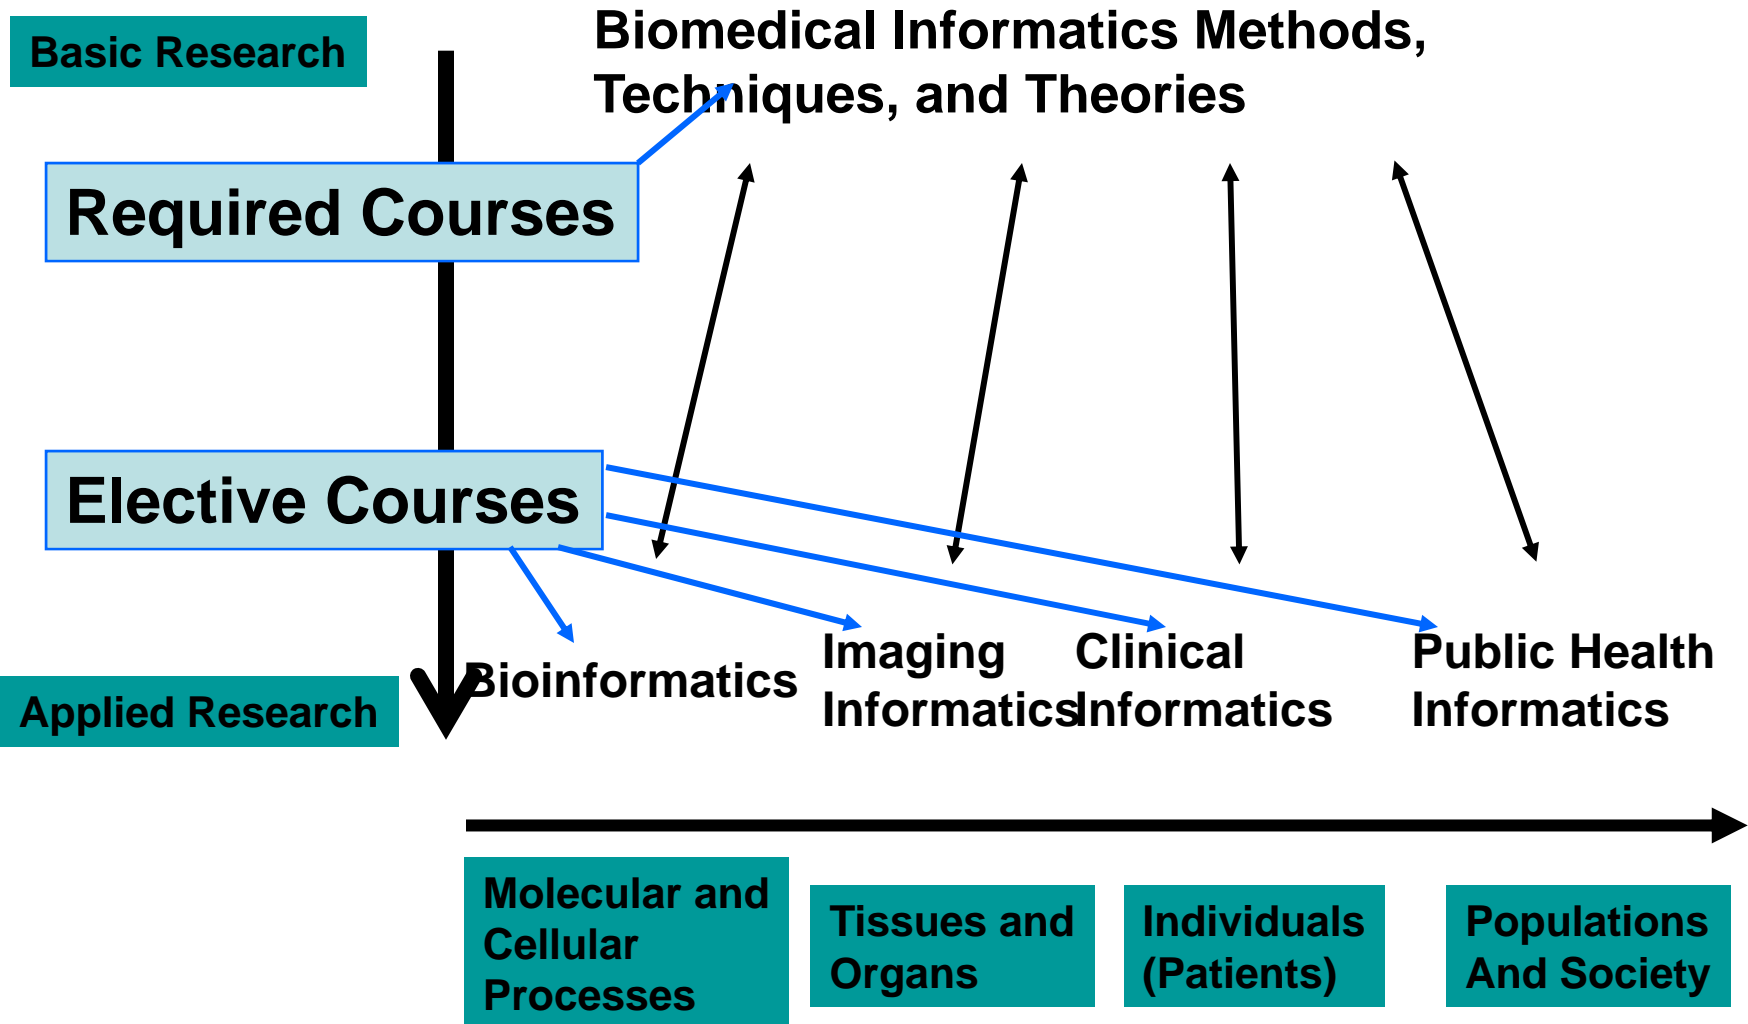 Basic Research
Biomedical Informatics Methods,
Techniques, and Theories
Required Courses
Elective Courses
Applied Research
Bioinformatics
Imaging
Informatics
Clinical
Informatics
Public Health
Informatics
Molecular and
Cellular
Processes
Tissues and
Organs
Individuals
(Patients)
Populations
And Society